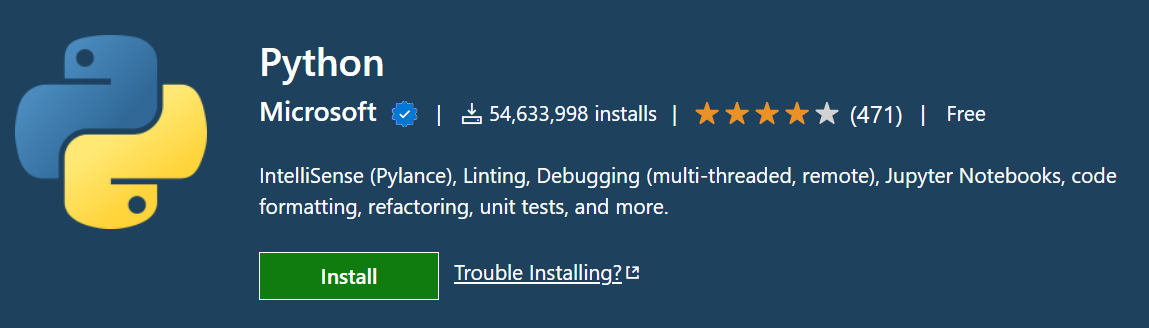 Python
Microsoft | 54,633,998 installs | (471) | Free
IntelliSense (Pylance), Linting, Debugging (multi-threaded, remote), Jupyter Notebooks, code
formatting, refactoring, unit tests, and more.
Install Trouble Installing?